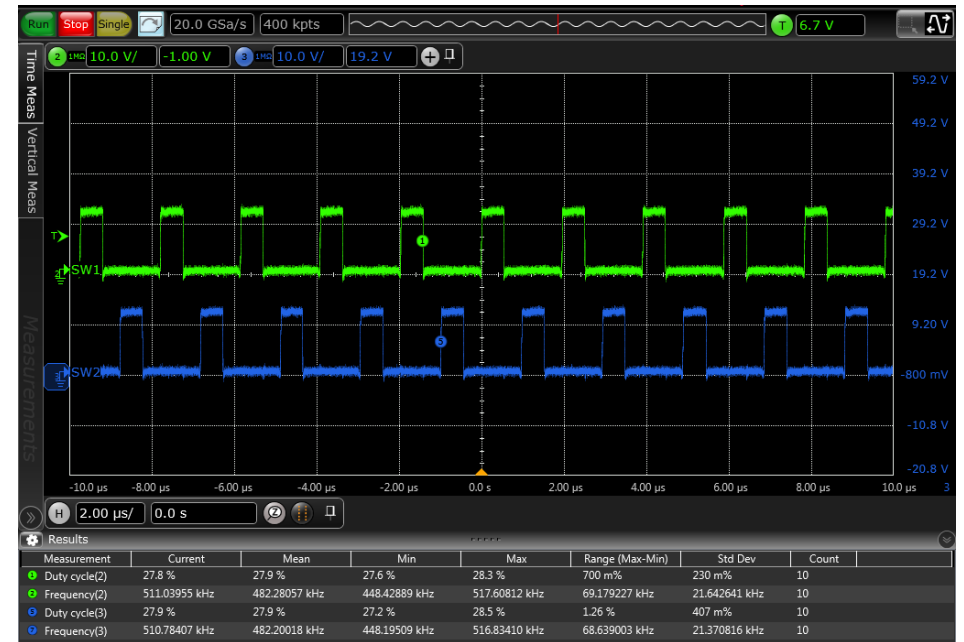 Run Stop Single 20.0 GSa/s 400 kpts T 6.7 V
2 1MΩ 10.0 V/ -1.00 V 3 1MΩ 10.0 V/ 19.2 V +
Time Meas
Vertical Meas
Measurements
59.2 V
49.2 V
39.2 V
29.2 V
T
1
SW1 19.2 V
9.20 V
5
SW2 -800 mV
-10.8 V
-20.8 V
-10.0 µs -8.00 µs -6.00 µs -4.00 µs -2.00 µs 0.0 s 2.00 µs 4.00 µs 6.00 µs 8.00 µs 10.0 µs 3
H 2.00 µs/ 0.0 s Z
Results
Measurement Current Mean Min Max Range (Max-Min) Std Dev Count
Duty cycle(2) 27.8 % 27.9 % 27.6 % 28.3 % 700 m% 230 m% 10
Frequency(2) 511.03955 kHz 482.28057 kHz 448.42889 kHz 517.60812 kHz 69.179227 kHz 21.642641 kHz 10
Duty cycle(3) 27.9 % 27.9 % 27.2 % 28.5 % 1.26 % 407 m% 10
Frequency(3) 510.78407 kHz 482.20018 kHz 448.19509 kHz 516.83410 kHz 68.639003 kHz 21.370816 kHz 10